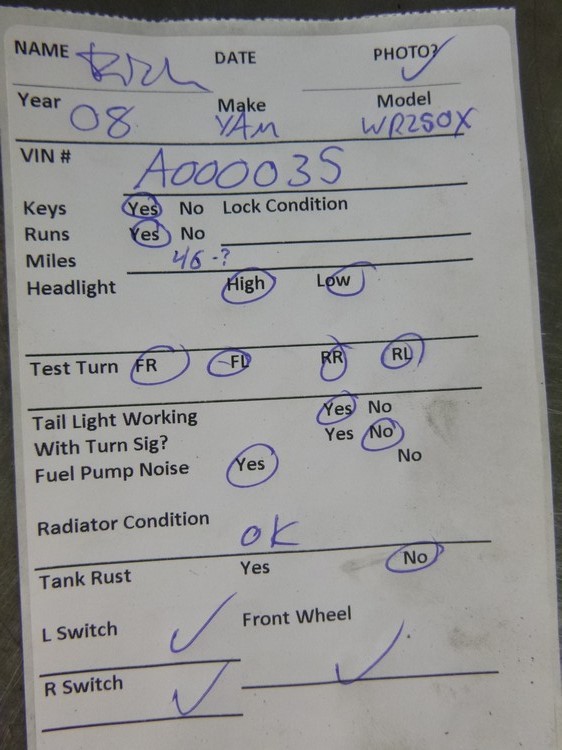 NAME Rich DATE PHOTO? ✓
Year 08 Make YAM Model WR250X
VIN # A000035
Keys Yes No Lock Condition
Runs Yes No
Miles 46 -?
Headlight High Low
Test Turn FR FL RR RL
Tail Light Working Yes No
With Turn Sig? Yes No
Fuel Pump Noise Yes No
Radiator Condition OK
Tank Rust Yes No
L Switch ✓ Front Wheel ✓
R Switch ✓